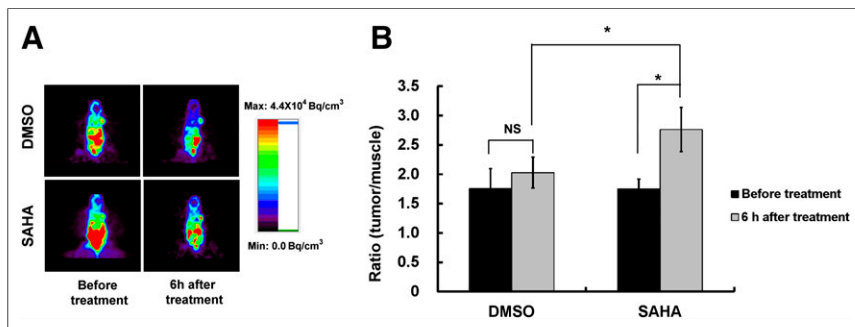 A
DMSO
SAHA
Before
treatment
6h after
treatment
Max: 4.4X10⁴ Bq/cm³
Min: 0.0 Bq/cm³
B
*
*
NS
Ratio (tumor/muscle)
3.5
3.0
2.5
2.0
1.5
1.0
0.5
0
DMSO
SAHA
Before treatment
6 h after treatment